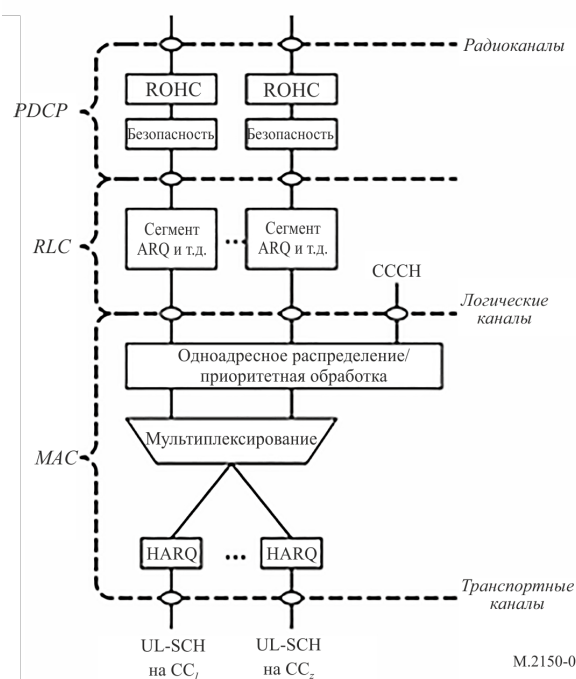 Радиоканалы
ROHC ROHC
PDCP
Безопасность Безопасность
Сегмент
ARQ и т.д.
...
Сегмент
ARQ и т.д.
RLC
CCCH
Логические
каналы
Одноадресное распределение/
приоритетная обработка
Мультиплексирование
MAC
HARQ ... HARQ
Транспортные
каналы
UL-SCH
на CC1
UL-SCH
на CCz
M.2150-0